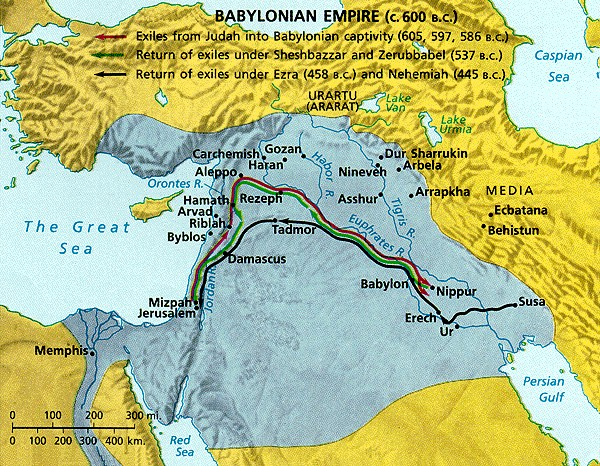 BABYLONIAN EMPIRE (C. 600 B.C.)
Exiles from Judah into Babylonian captivity (605, 597, 586 B.C.)
Return of exiles under Sheshbazzar and Zerubbabel (537 B.C.)
Return of exiles under Ezra (458 B.C.) and Nehemiah (445 B.C.)
Caspian
Sea
URARTU
(ARARAT)
Lake
Van
Lake
Urmia
Carchemish
Gozan
Haran
Aleppo
Habor R.
Dur Sharrukin
Nineveh
Arbela
Orontes R.
Hamath
Rezeph
Asshur
Arrapkha
MEDIA
Arvad
Riblah
Tigris R.
Ecbatana
Behistun
The Great
Sea
Byblos
Tadmor
Euphrates R.
Damascus
Jordan R.
Babylon
Nippur
Susa
Mizpah
Jerusalem
Erech
Ur
Memphis
Persian
Gulf
0 100 200 300 mi.
0 100 200 300 400 km.
Red
Sea